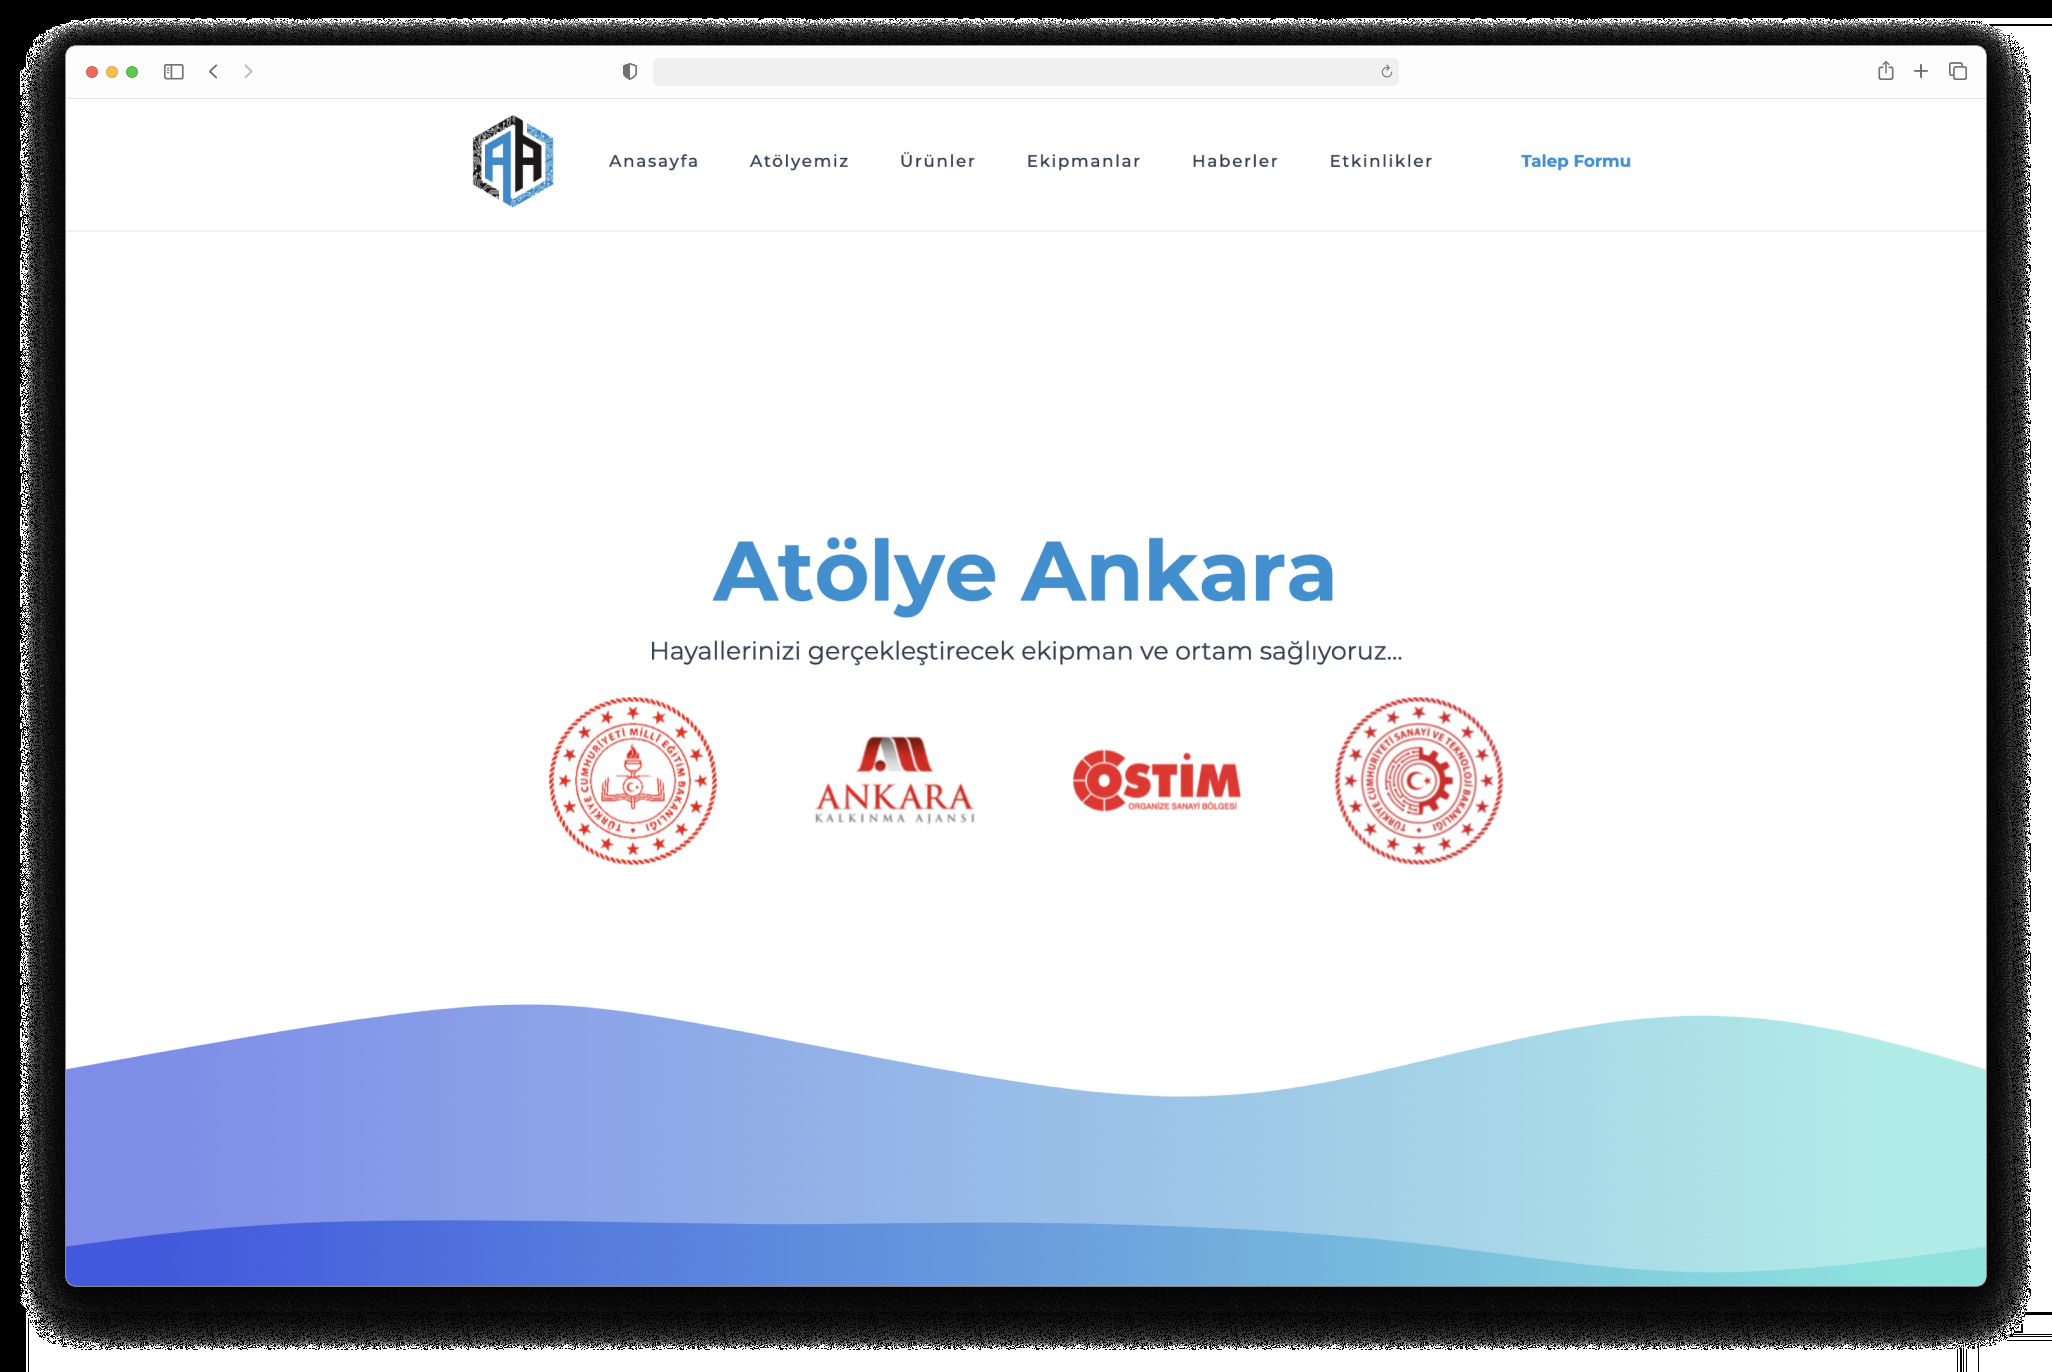 Anasayfa Atölyemiz Ürünler Ekipmanlar Haberler Etkinlikler Talep Formu
Atölye Ankara
Hayallerinizi gerçekleştirecek ekipman ve ortam sağlıyoruz...
TÜRKİYE CUMHURİYETİ MİLLİ EĞİTİM BAKANLIĞI
ANKARA
KALKINMA AJANSI
OSTİM
ORGANİZE SANAYİ BÖLGESİ
TÜRKİYE CUMHURİYETİ SANAYİ VE TEKNOLOJİ BAKANLIĞI